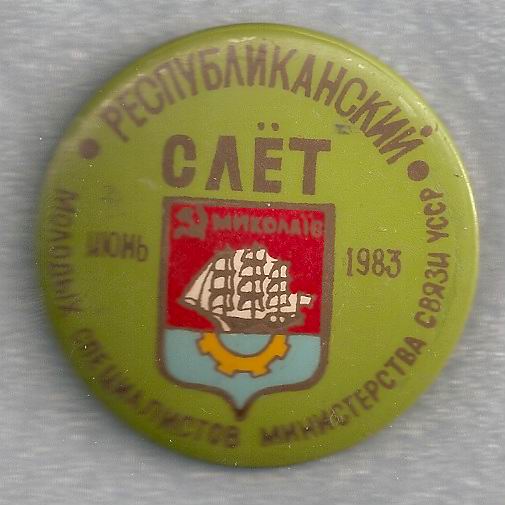 РЕСПУБЛИКАНСКИЙ
СЛЁТ
МИКОЛАЇВ
ИЮНЬ
1983
МОЛОДЫХ СПЕЦИАЛИСТОВ МИНИСТЕРСТВА СВЯЗИ УССР